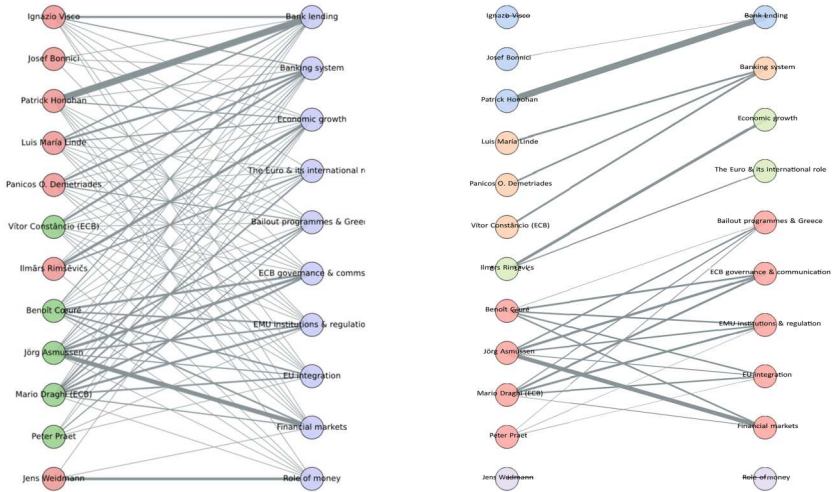 Ignazio Visco
Josef Bonnici
Patrick Honohan
Luis María Linde
Panicos O. Demetriades
Vítor Constâncio (ECB)
Ilmārs Rimšēvičs
Benoît Cœuré
Jörg Asmussen
Mario Draghi (ECB)
Peter Praet
Jens Weidmann
Bank lending
Banking system
Economic growth
The Euro & its international r
Bailout programmes & Greec
ECB governance & comms
EMU institutions & regulatio
EU integration
Financial markets
Role of money
Ignazio Visco
Josef Bonnici
Patrick Honohan
Luis María Linde
Panicos O. Demetriades
Vítor Constâncio (ECB)
Ilmārs Rimšēvičs
Benoît Cœuré
Jörg Asmussen
Mario Draghi (ECB)
Peter Praet
Jens Weidmann
Bank lending
Banking system
Economic growth
The Euro & its international role
Bailout programmes & Greece
ECB governance & communication
EMU institutions & regulation
EU integration
Financial markets
Role of money